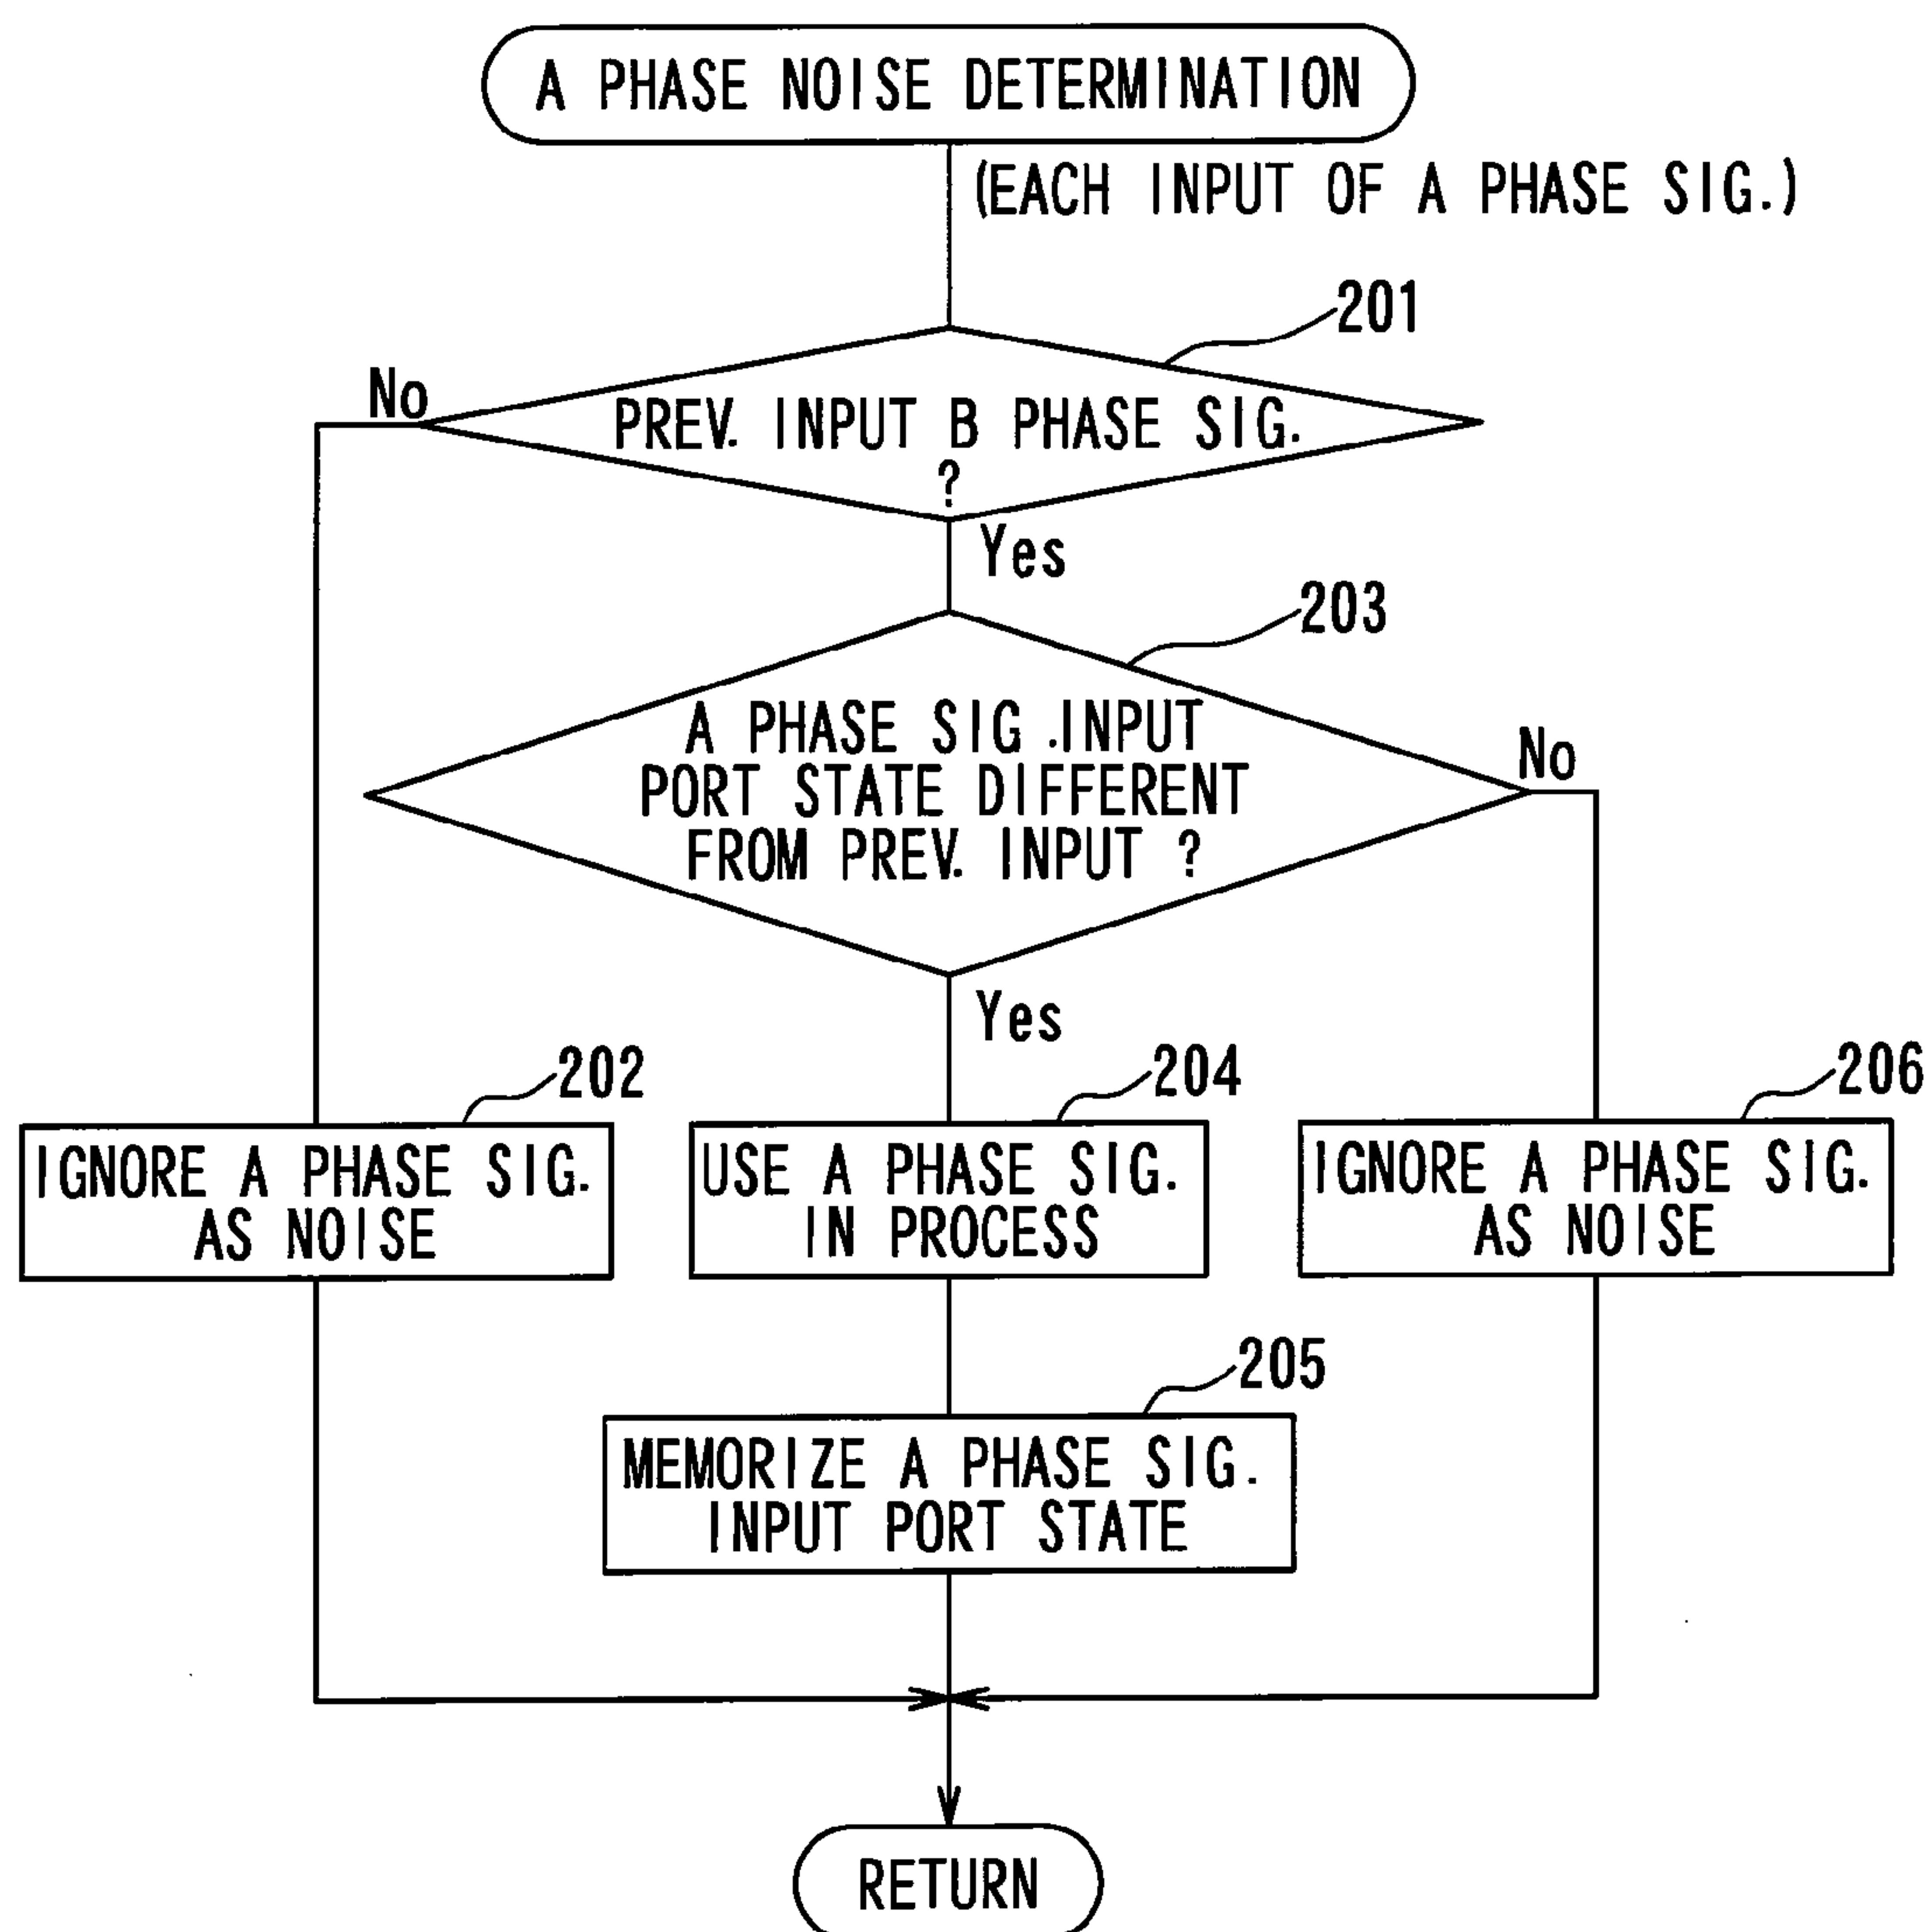 A PHASE NOISE DETERMINATION
(EACH INPUT OF A PHASE SIG.)
201
No
PREV. INPUT B PHASE SIG.
?
Yes
203
A PHASE SIG .INPUT
PORT STATE DIFFERENT
FROM PREV. INPUT ?
No
Yes
202
204
206
IGNORE A PHASE SIG.
AS NOISE
USE A PHASE SIG.
IN PROCESS
IGNORE A PHASE SIG.
AS NOISE
205
MEMORIZE A PHASE SIG.
INPUT PORT STATE
RETURN